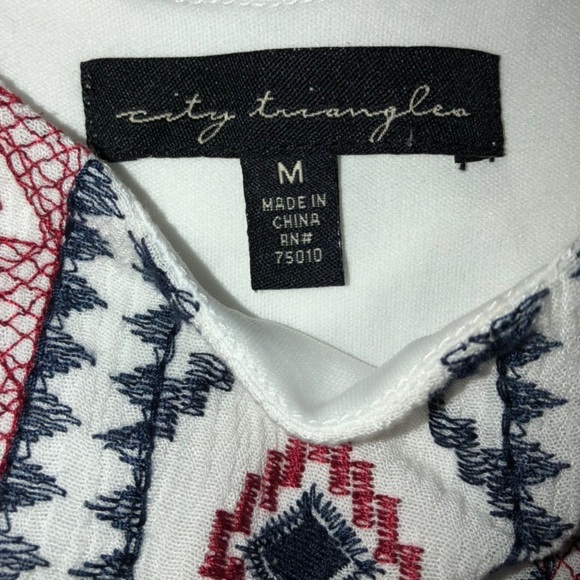 city triangles
M
MADE IN
CHINA
RN#
75010